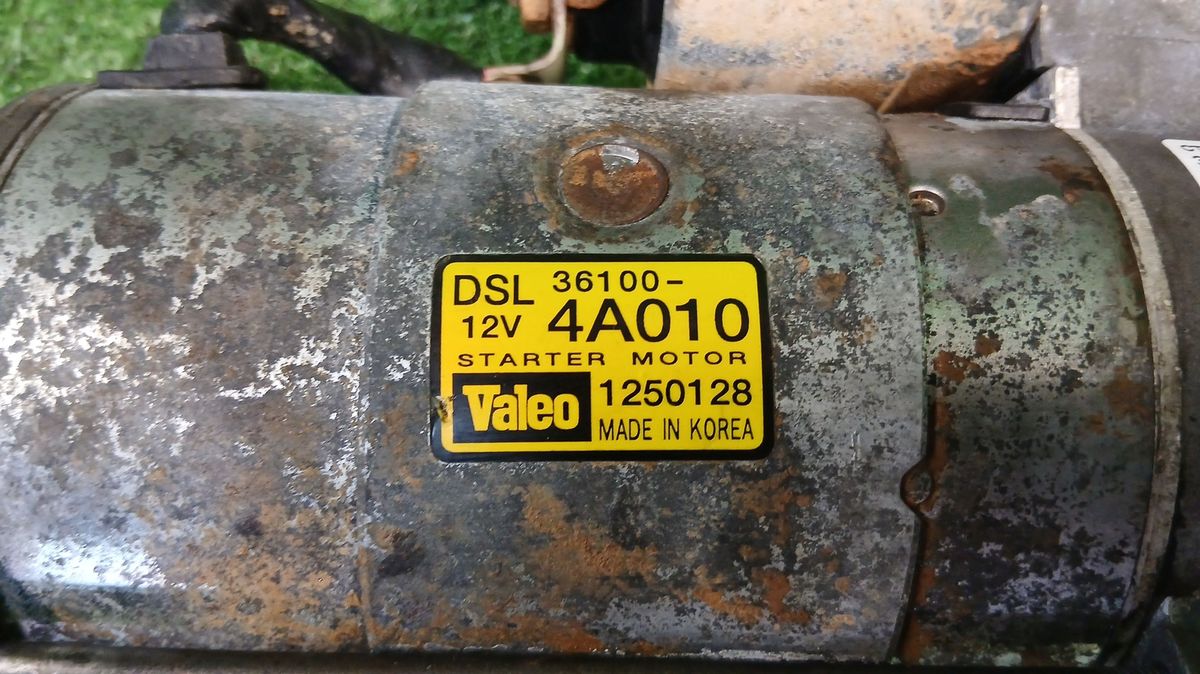 DSL 36100-
12V 4A010
STARTER MOTOR
Valeo 1250128
MADE IN KOREA